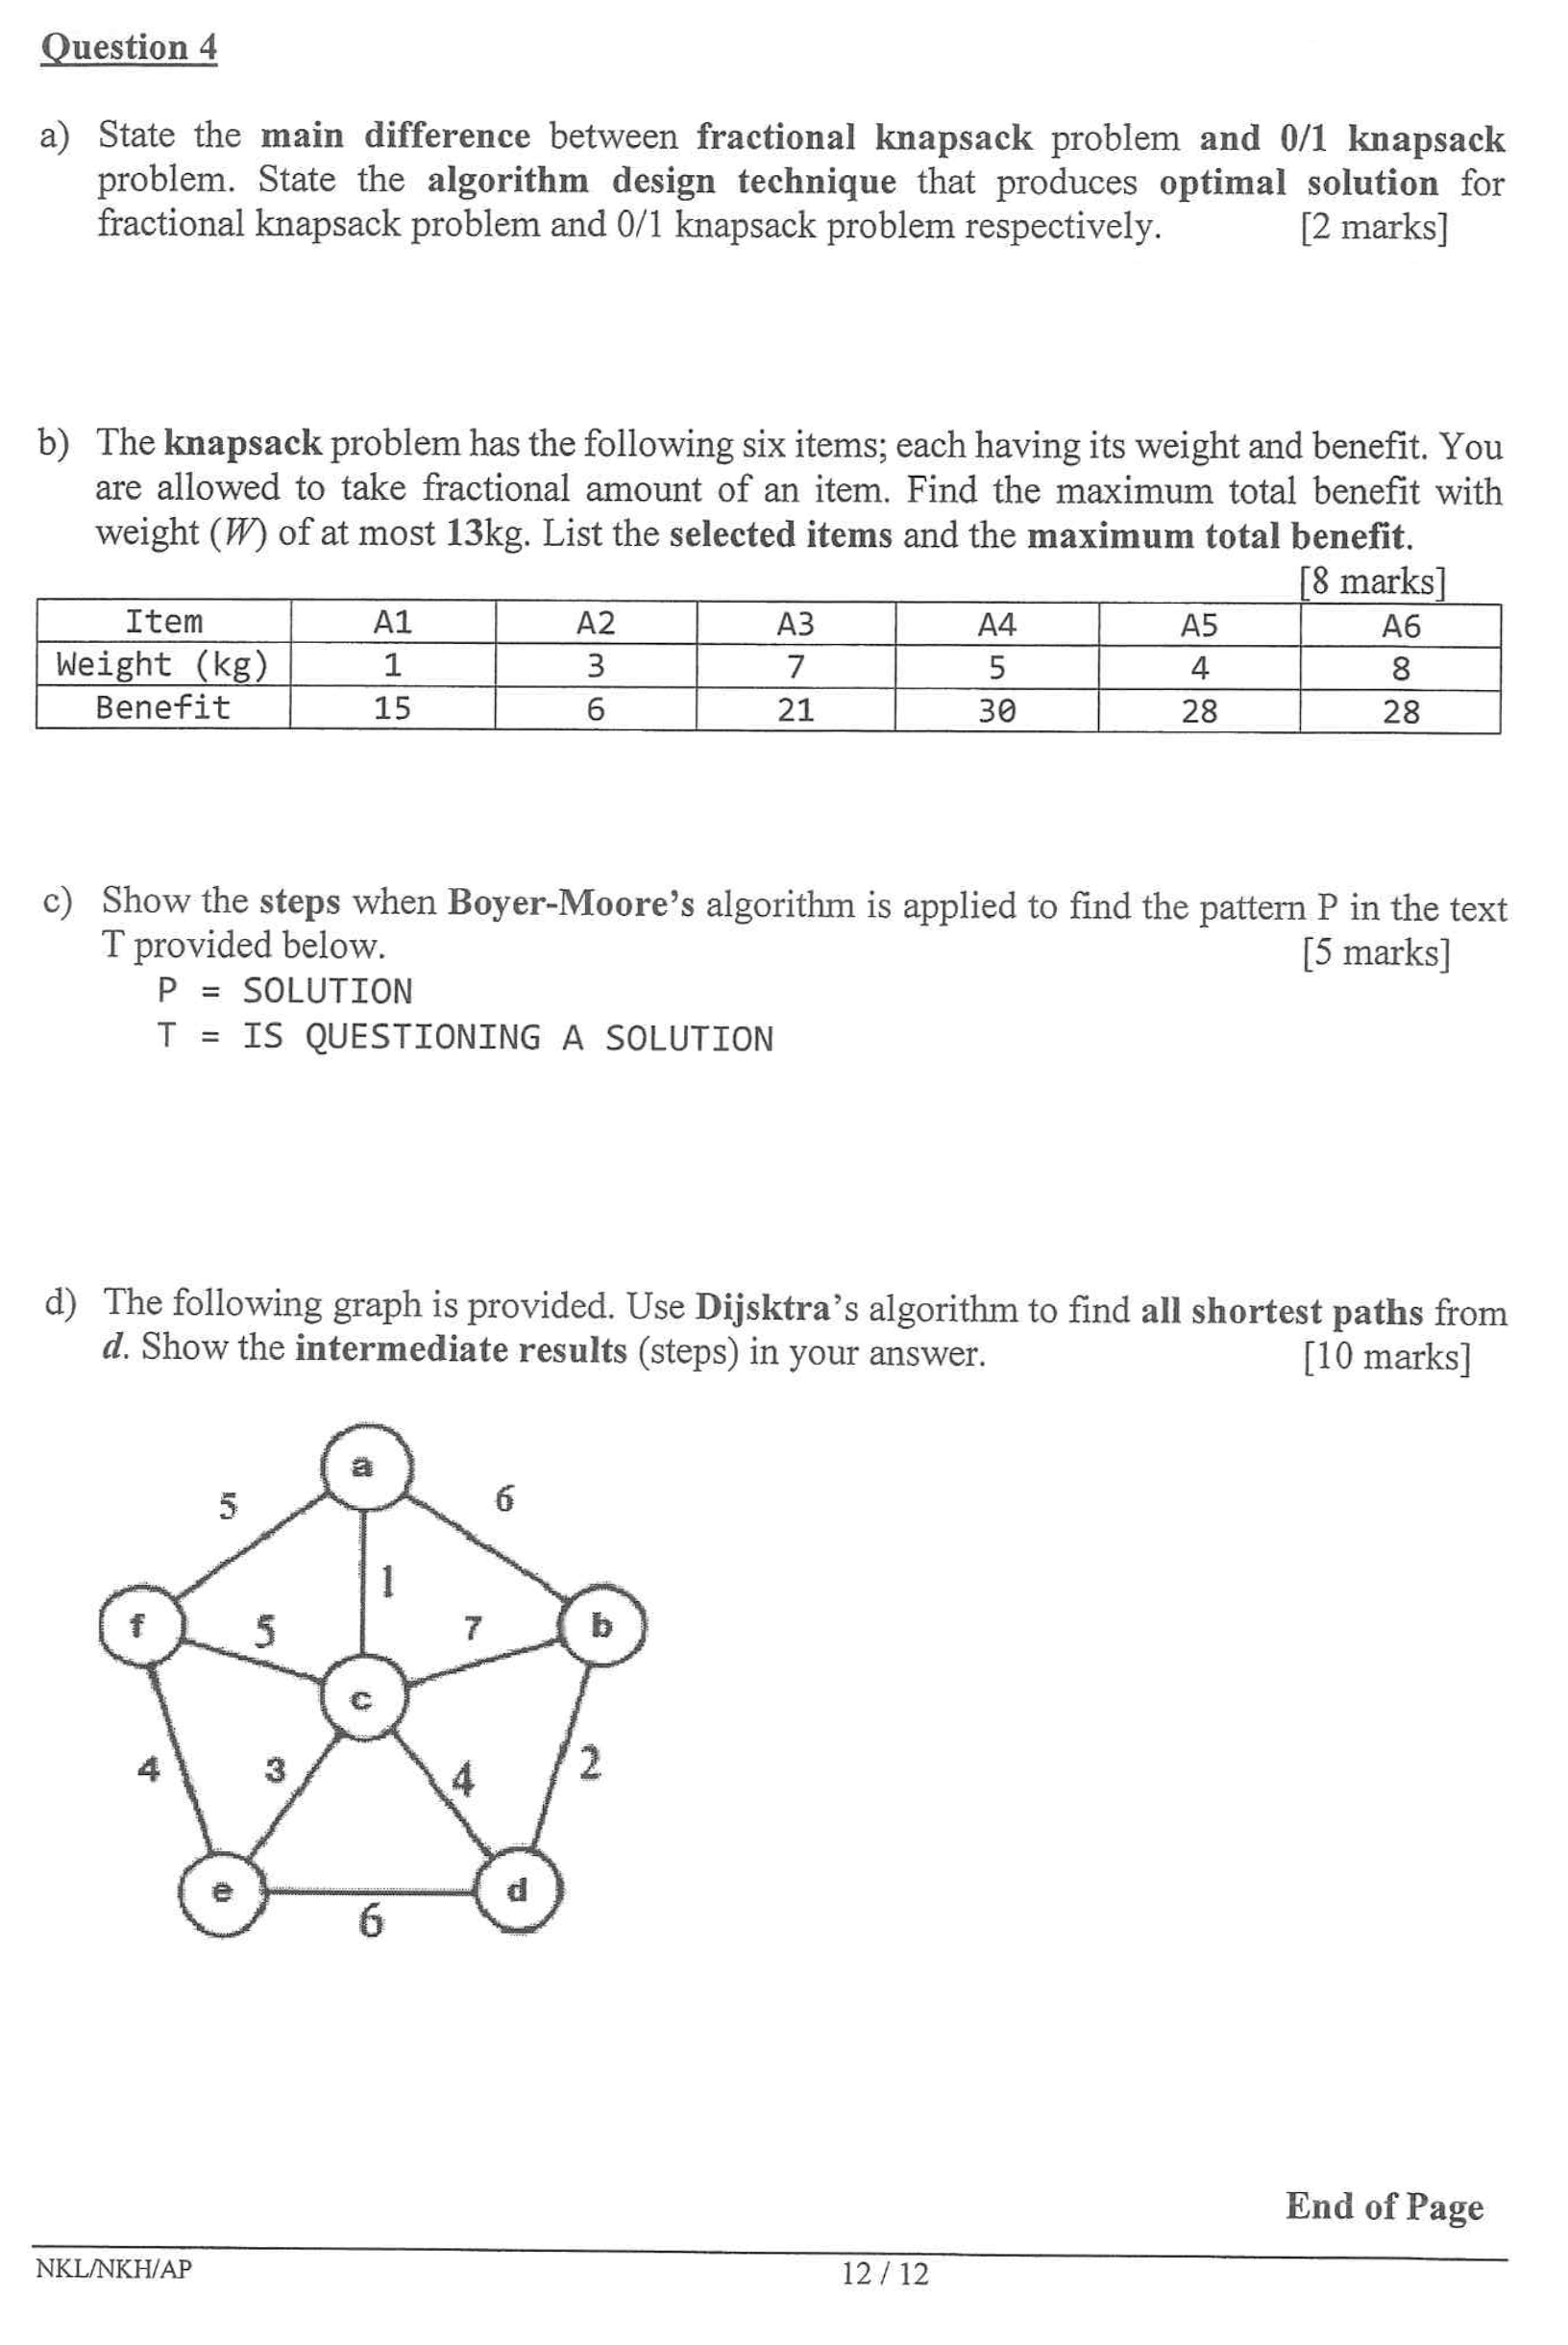 Question 4
a) State the main difference between fractional knapsack problem and 0/1 knapsack
problem. State the algorithm design technique that produces optimal solution for
fractional knapsack problem and 0/1 knapsack problem respectively. [2 marks]
b) The knapsack problem has the following six items; each having its weight and benefit. You
are allowed to take fractional amount of an item. Find the maximum total benefit with
weight (W) of at most 13kg. List the selected items and the maximum total benefit.
[8 marks]
Item A1 A2 A3 A4 A5 A6
Weight (kg) 1 3 7 5 4 8
Benefit 15 6 21 30 28 28
c) Show the steps when Boyer-Moore's algorithm is applied to find the pattern P in the text
T provided below. [5 marks]
P = SOLUTION
T = IS QUESTIONING A SOLUTION
d) The following graph is provided. Use Dijsktra's algorithm to find all shortest paths from
d. Show the intermediate results (steps) in your answer. [10 marks]
a
5 6
1
f 5 7 b
c
4 3 4 2
e d
6
End of Page
NKL/NKH/AP 12 / 12